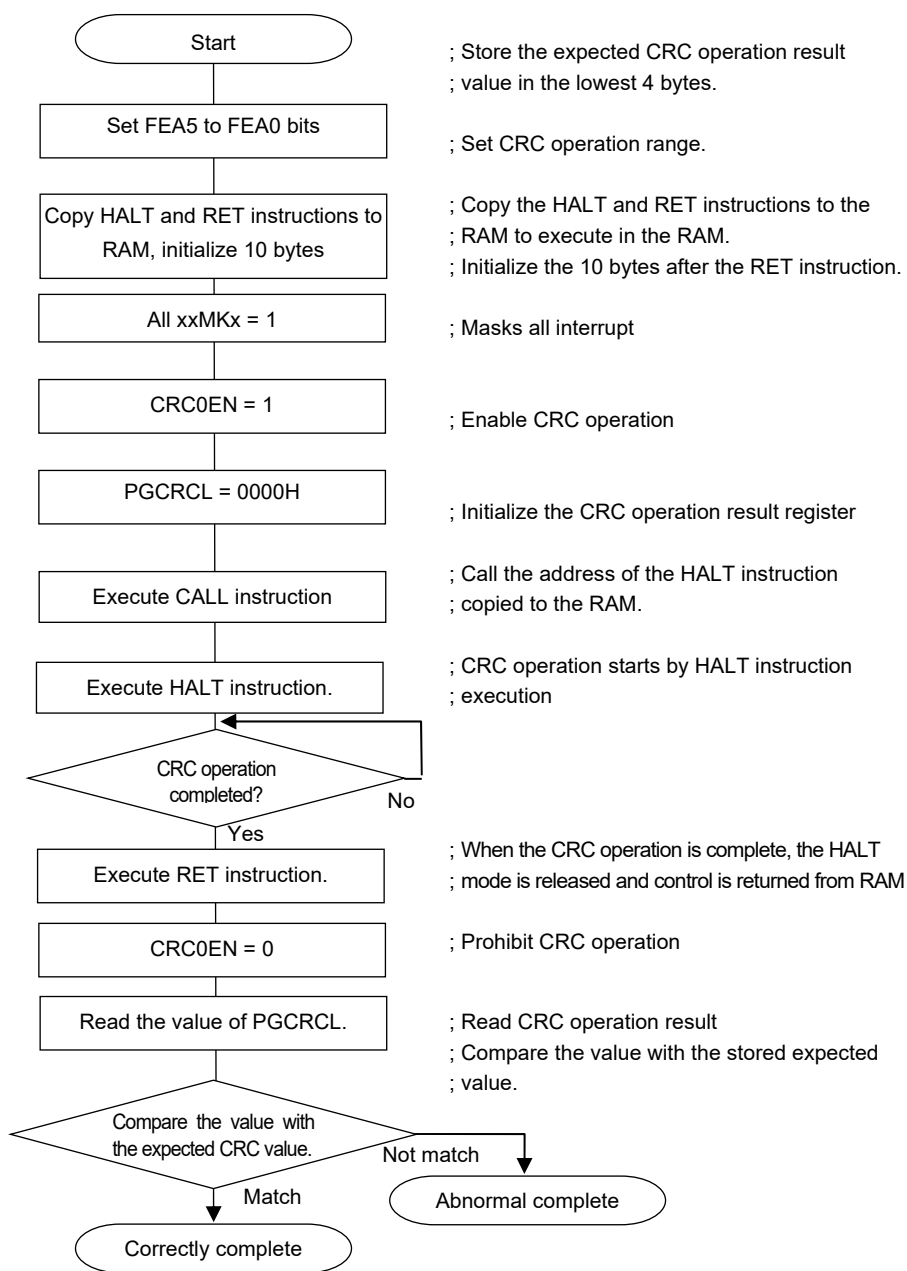 Start
; Store the expected CRC operation result
; value in the lowest 4 bytes.
Set FEA5 to FEA0 bits
; Set CRC operation range.
Copy HALT and RET instructions to
RAM, initialize 10 bytes
; Copy the HALT and RET instructions to the
; RAM to execute in the RAM.
; Initialize the 10 bytes after the RET instruction.
All xxMKx = 1
; Masks all interrupt
CRC0EN = 1
; Enable CRC operation
PGCRCL = 0000H
; Initialize the CRC operation result register
Execute CALL instruction
; Call the address of the HALT instruction
; copied to the RAM.
Execute HALT instruction.
; CRC operation starts by HALT instruction
; execution
CRC operation
completed?
No
Yes
Execute RET instruction.
; When the CRC operation is complete, the HALT
; mode is released and control is returned from RAM
CRC0EN = 0
; Prohibit CRC operation
Read the value of PGCRCL.
; Read CRC operation result
; Compare the value with the stored expected
; value.
Compare the value with
the expected CRC value.
Not match
Match
Abnormal complete
Correctly complete